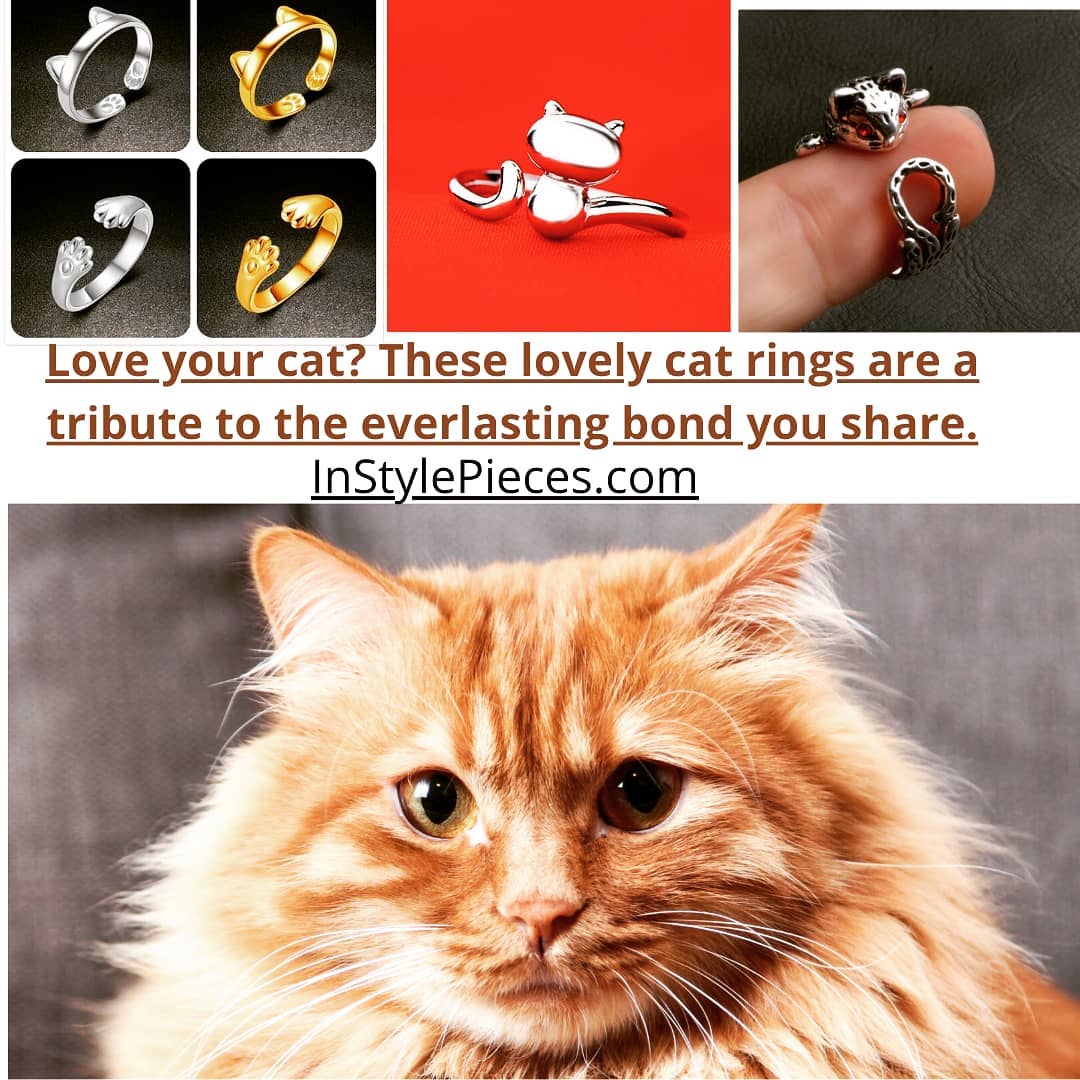 Love your cat? These lovely cat rings are a
tribute to the everlasting bond you share.
InStylePieces.com